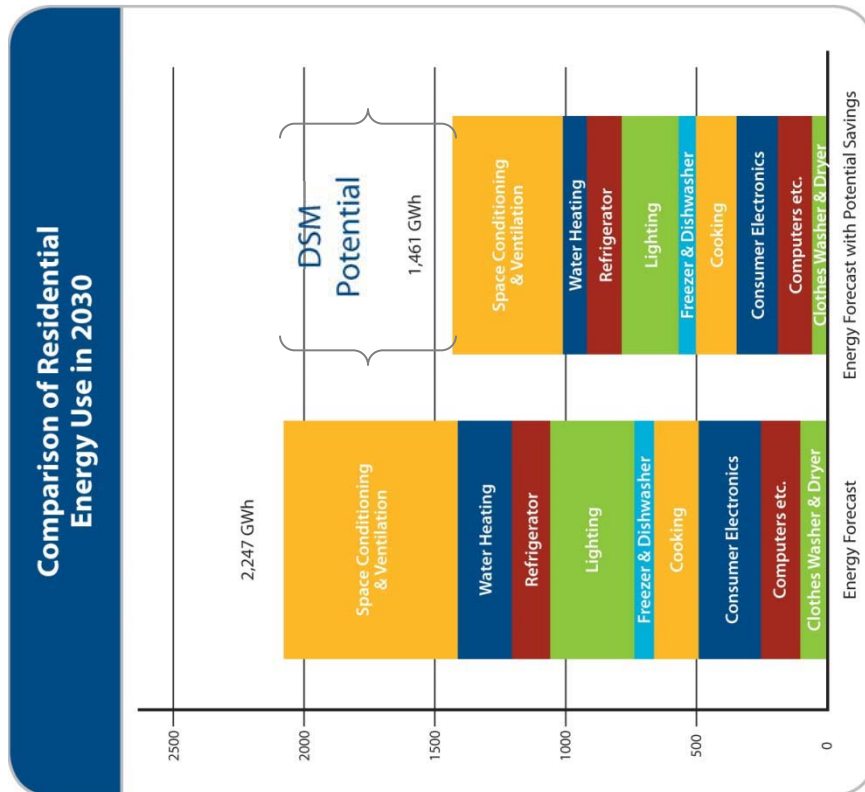 Comparison of Residential
Energy Use in 2030
2500
2000
1500
1000
500
0
2,247 GWh
Space Conditioning
& Ventilation
Water Heating
Refrigerator
Lighting
Freezer & Dishwasher
Cooking
Consumer Electronics
Computers etc.
Clothes Washer & Dryer
Energy Forecast
DSM
Potential
1,461 GWh
Space Conditioning
& Ventilation
Water Heating
Refrigerator
Lighting
Freezer & Dishwasher
Cooking
Consumer Electronics
Computers etc.
Clothes Washer & Dryer
Energy Forecast with Potential Savings